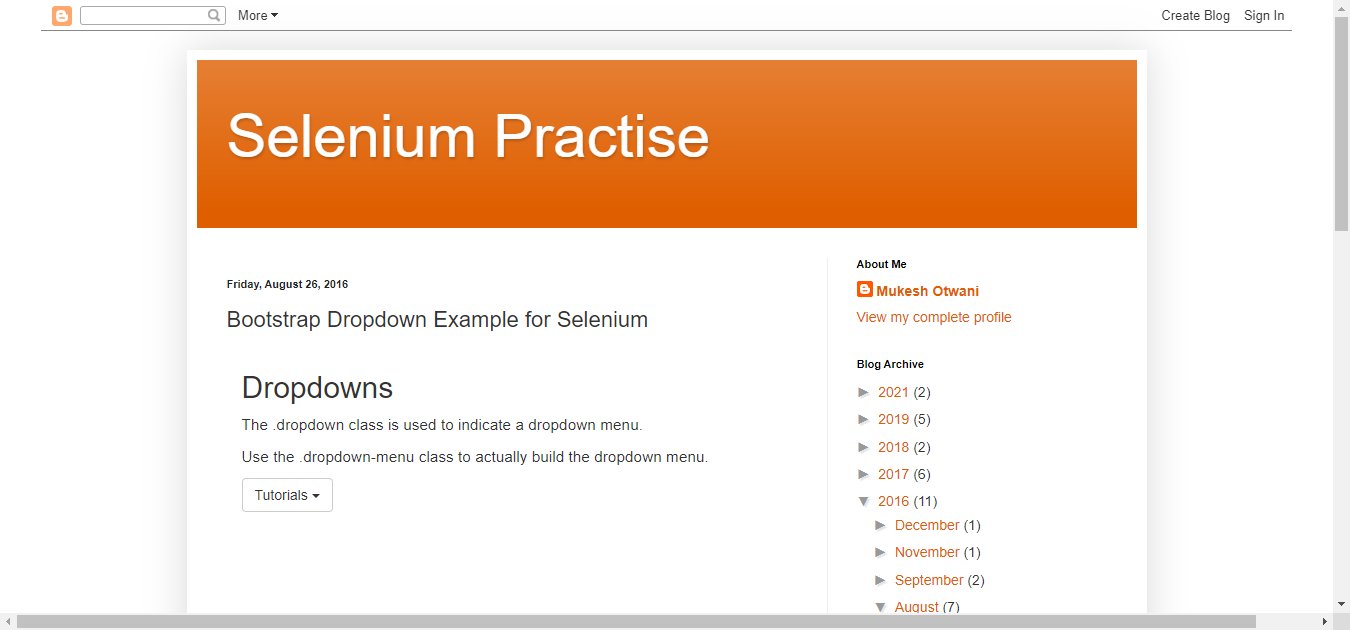 More
Create Blog
Sign In
Selenium Practise
Friday, August 26, 2016
Bootstrap Dropdown Example for Selenium
Dropdowns
The .dropdown class is used to indicate a dropdown menu.
Use the .dropdown-menu class to actually build the dropdown menu.
Tutorials
About Me
Mukesh Otwani
View my complete profile
Blog Archive
► 2021 (2)
► 2019 (5)
► 2018 (2)
► 2017 (6)
▼ 2016 (11)
► December (1)
► November (1)
► September (2)
▼ August (7)